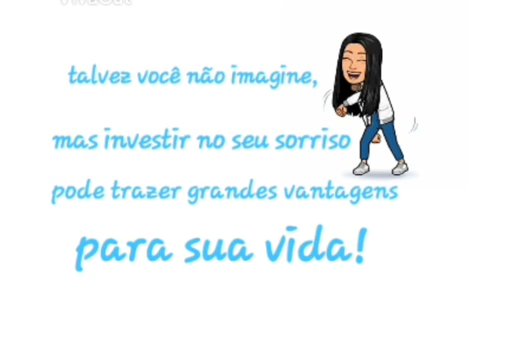 talvez você não imagine,
mas investir no seu sorriso
pode trazer grandes vantagens
para sua vida!